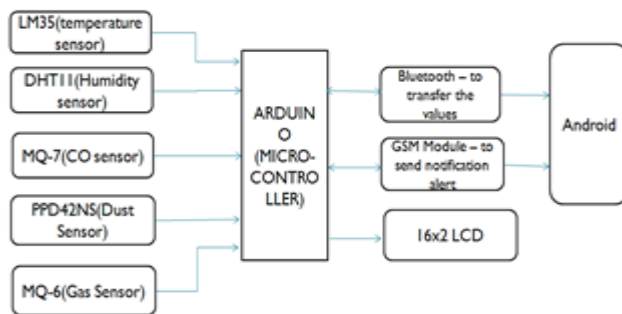 LM35(temperature
sensor)
DHT11(Humidity
sensor)
MQ-7(CO sensor)
PPD42NS(Dust
Sensor)
MQ-6(Gas Sensor)
ARDUIN
O
(MICRO-
CONTRO
LLER)
Bluetooth – to
transfer the
values
GSM Module – to
send notification
alert
16x2 LCD
Android